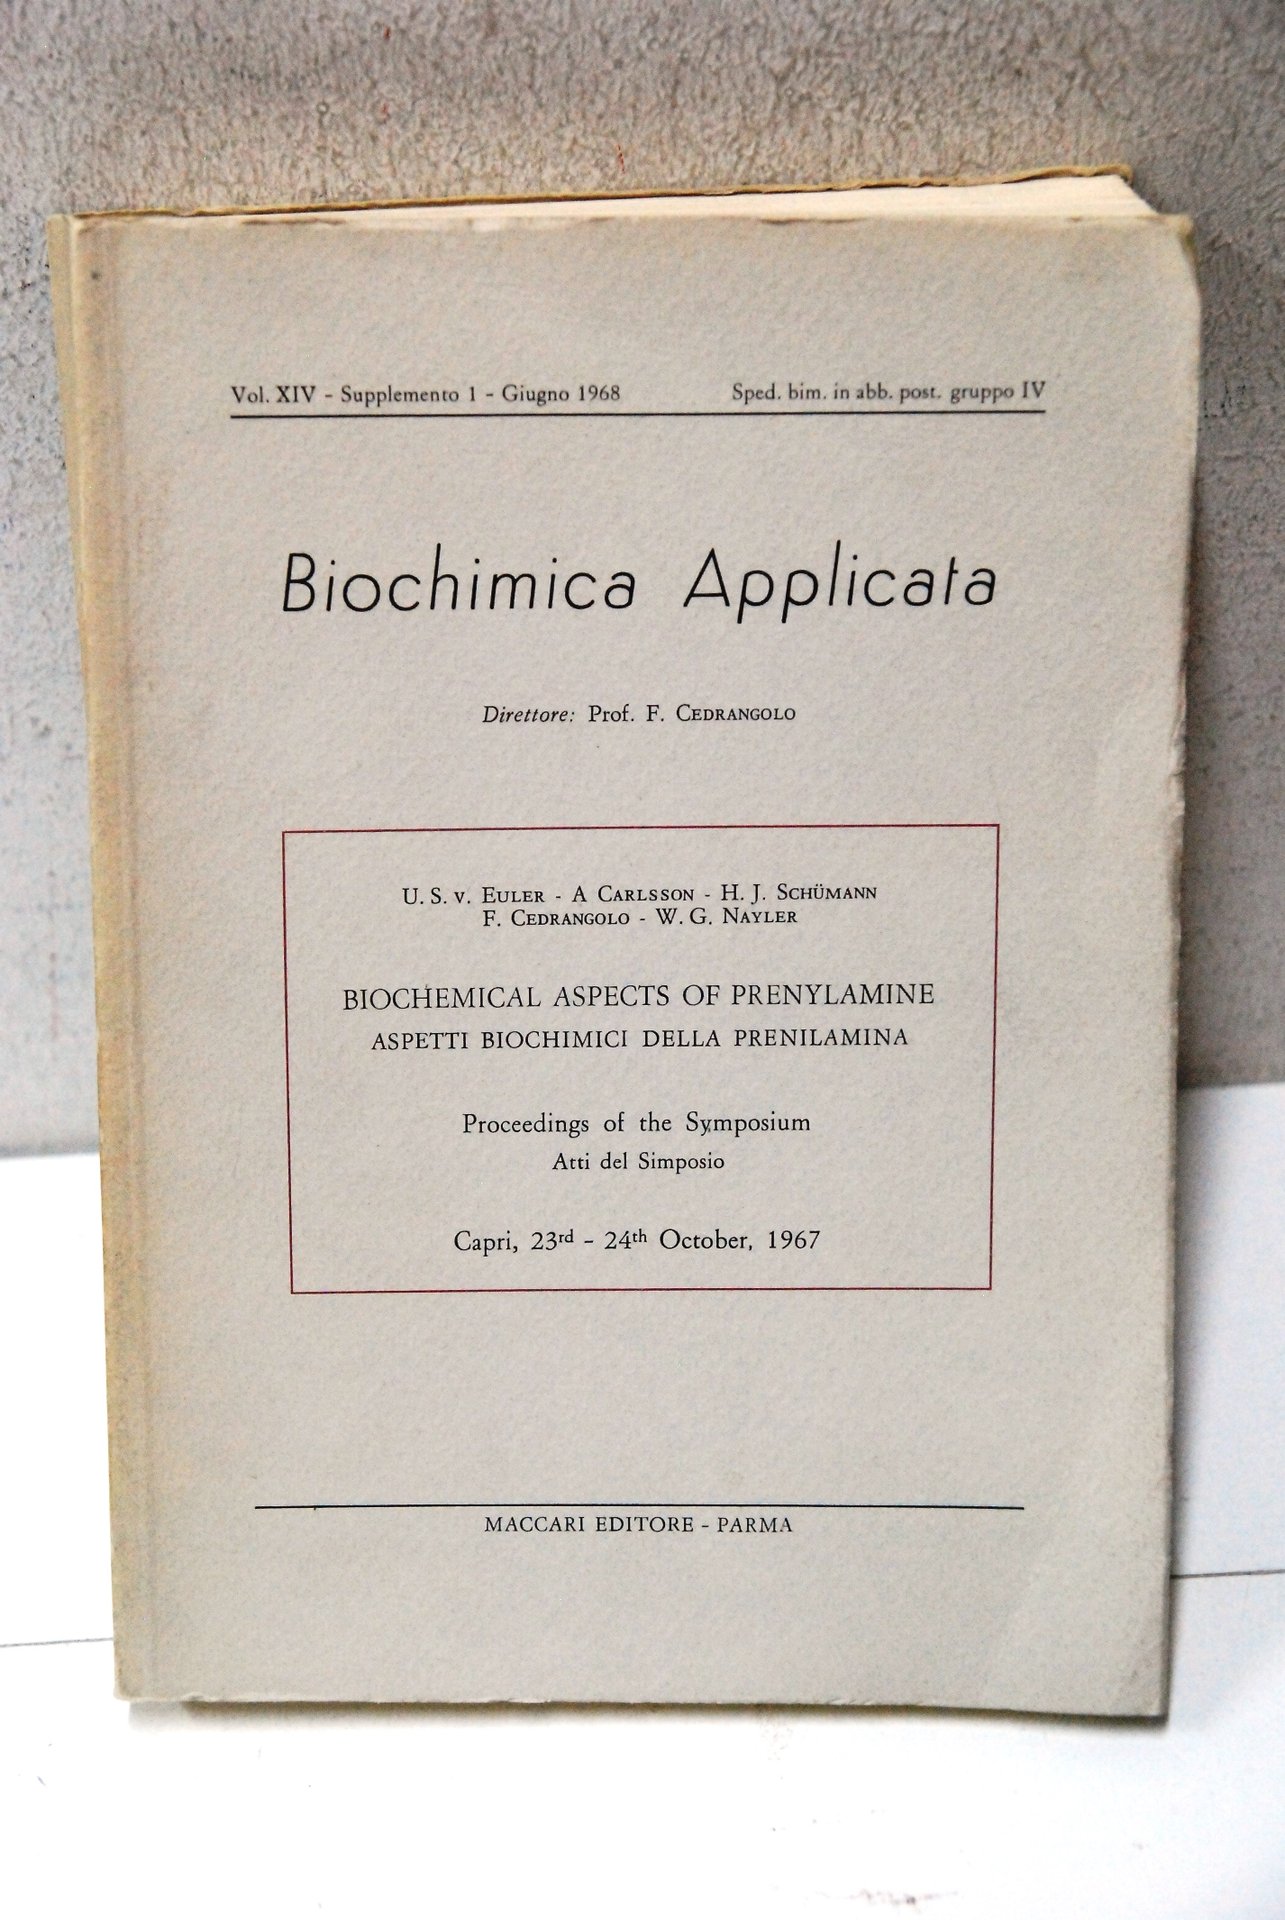 Vol. XIV - Supplemento 1 - Giugno 1968 Sped. bim. in abb. post. gruppo IV
Biochimica Applicata
Direttore: Prof. F. CEDRANGOLO
U. S. v. EULER - A CARLSSON - H. J. SCHÜMANN
F. CEDRANGOLO - W. G. NAYLER
BIOCHEMICAL ASPECTS OF PRENYLAMINE
ASPETTI BIOCHIMICI DELLA PRENILAMINA
Proceedings of the Symposium
Atti del Simposio
Capri, 23rd - 24th October, 1967
MACCARI EDITORE - PARMA